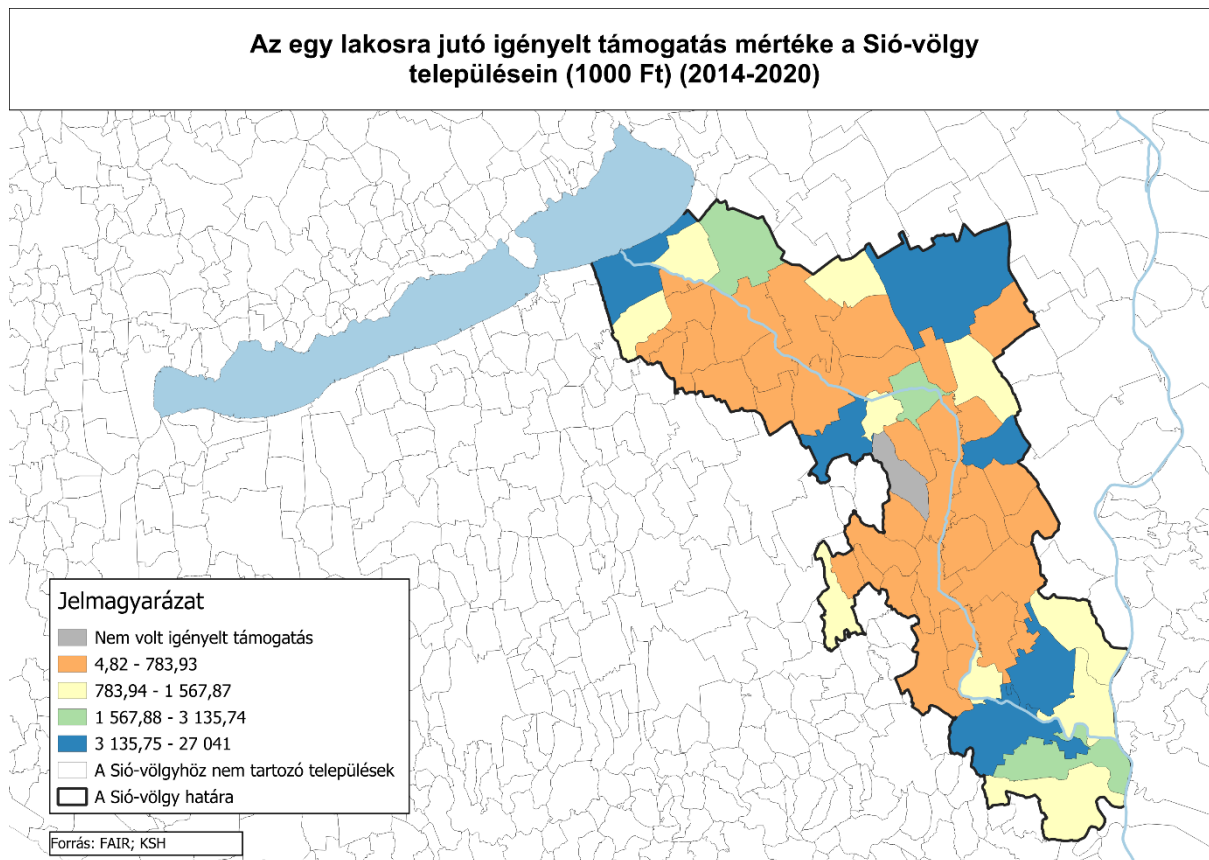 Az egy lakosra jutó igényelt támogatás mértéke a Sió-völgy
településein (1000 Ft) (2014-2020)
Jelmagyarázat
Nem volt igényelt támogatás
4,82 - 783,93
783,94 - 1 567,87
1 567,88 - 3 135,74
3 135,75 - 27 041
A Sió-völgyhöz nem tartozó települések
A Sió-völgy határa
Forrás: FAIR; KSH